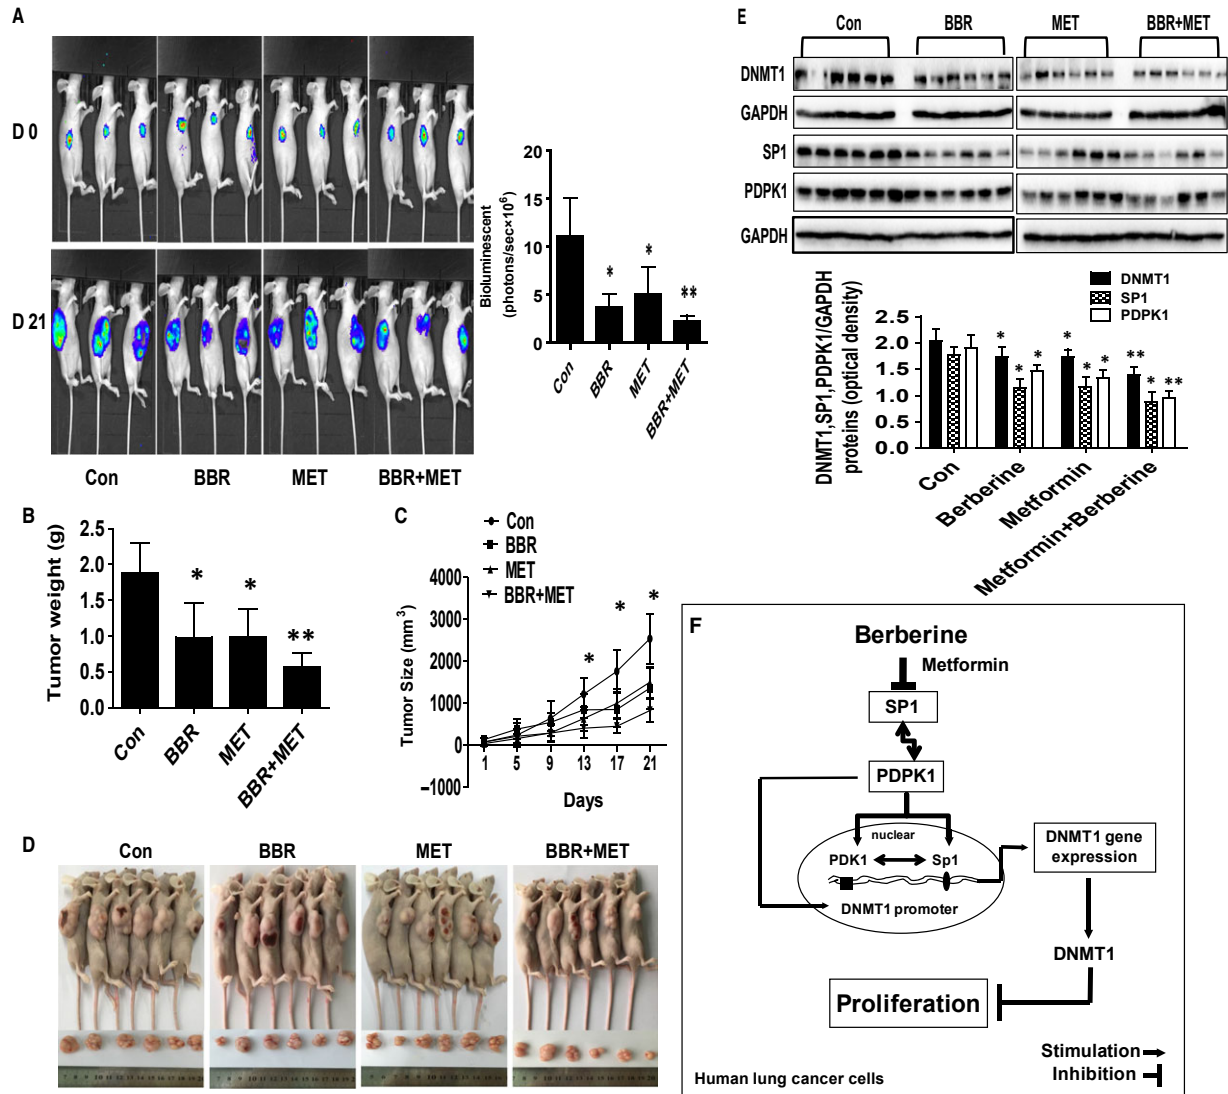 A
D 0
D 21
Con
BBR
MET
BBR+MET
Bioluminescent
(photons/sec×10⁶)
20
15
10
5
0
*
*
**
Con
BBR
MET
BBR+MET
B
Tumor weight (g)
2.5
2.0
1.5
1.0
0.5
0.0
*
*
**
Con
BBR
MET
BBR+MET
C
Con
BBR
MET
BBR+MET
Tumor Size (mm³)
4000
3000
2000
1000
0
−1000
*
*
*
1 5 9 13 17 21
Days
D
Con
BBR
MET
BBR+MET
E
Con
BBR
MET
BBR+MET
DNMT1
GAPDH
SP1
PDPK1
GAPDH
DNMT1
SP1
PDPK1
DNMT1,SP1,PDPK1/GAPDH
proteins (optical density)
2.5
2.0
1.5
1.0
0.5
0.0
* * *
* * *
** * **
Con
Berberine
Metformin
Metformin+Berberine
F
Berberine
Metformin
SP1
PDPK1
nuclear
PDK1
Sp1
DNMT1 promoter
DNMT1 gene
expression
DNMT1
Proliferation
Stimulation
Inhibition
Human lung cancer cells